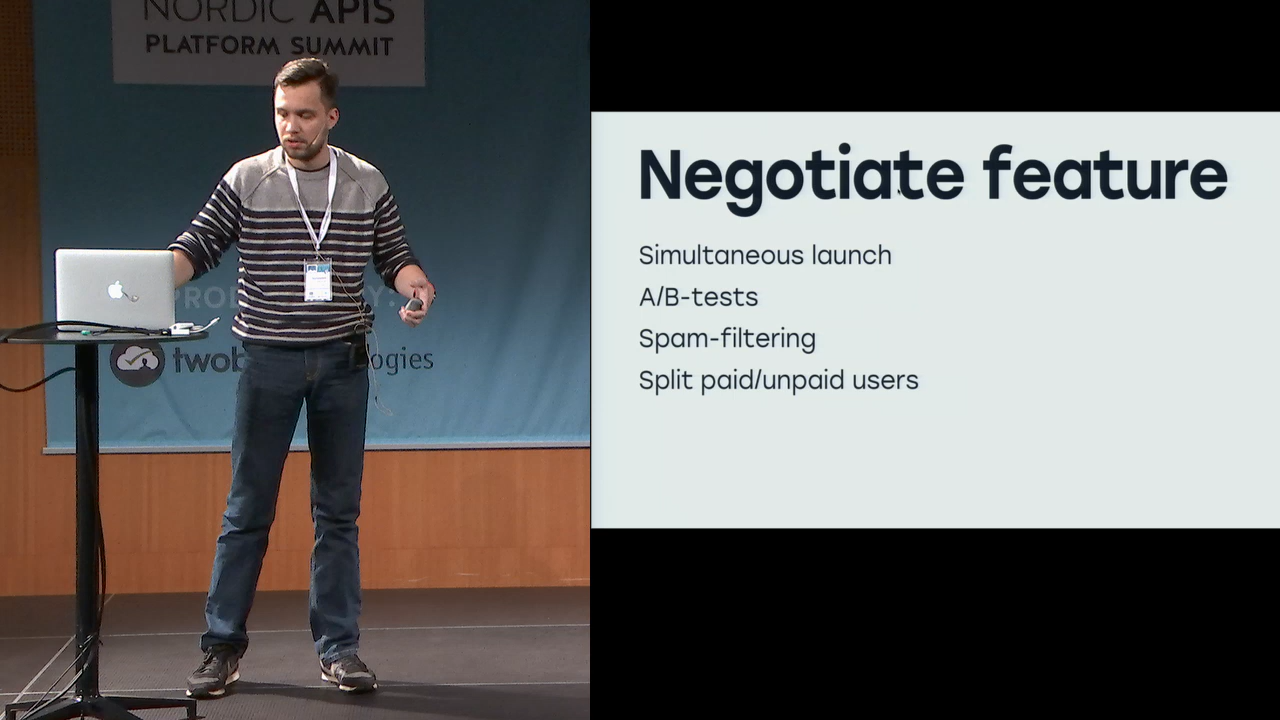 NORDIC APIS
PLATFORM SUMMIT
twob
ogies
Negotiate feature
Simultaneous launch
A/B-tests
Spam-filtering
Split paid/unpaid users